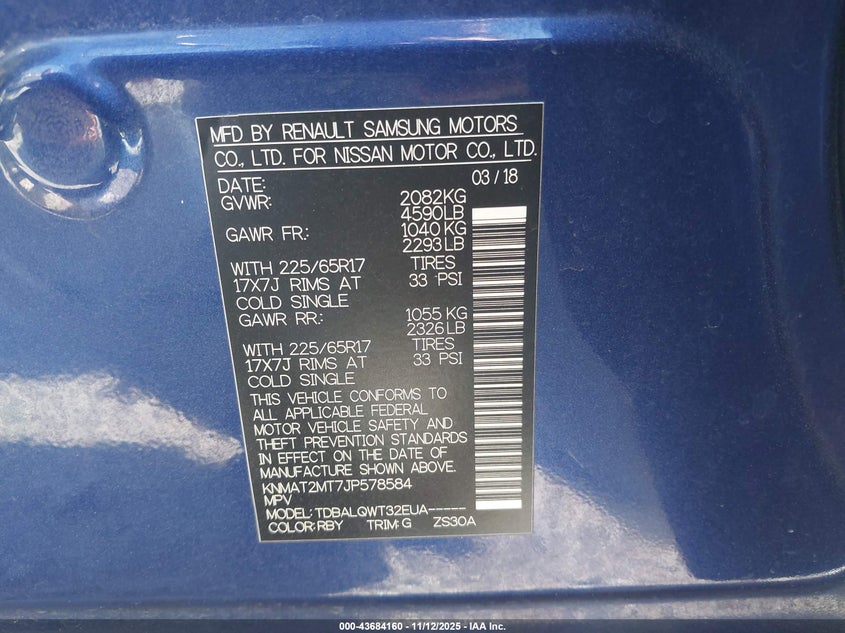 MFD BY RENAULT SAMSUNG MOTORS
CO., LTD. FOR NISSAN MOTOR CO., LTD.
DATE: 03/18
GVWR: 2082KG
4590LB
GAWR FR.: 1040KG
2293LB
WITH 225/65R17 TIRES
17X7J RIMS AT 33 PSI
COLD SINGLE
GAWR RR.: 1055KG
2326LB
WITH 225/65R17 TIRES
17X7J RIMS AT 33 PSI
COLD SINGLE
THIS VEHICLE CONFORMS TO
ALL APPLICABLE FEDERAL
MOTOR VEHICLE SAFETY AND
THEFT PREVENTION STANDARDS
IN EFFECT ON THE DATE OF
MANUFACTURE SHOWN ABOVE.
KNMAT2MT7JP578584
MPV
MODEL: TDBALQWT32EUA-----
COLOR: RBY TRIM: G ZS30A
000-43684160 - 11/12/2025 - IAA Inc.